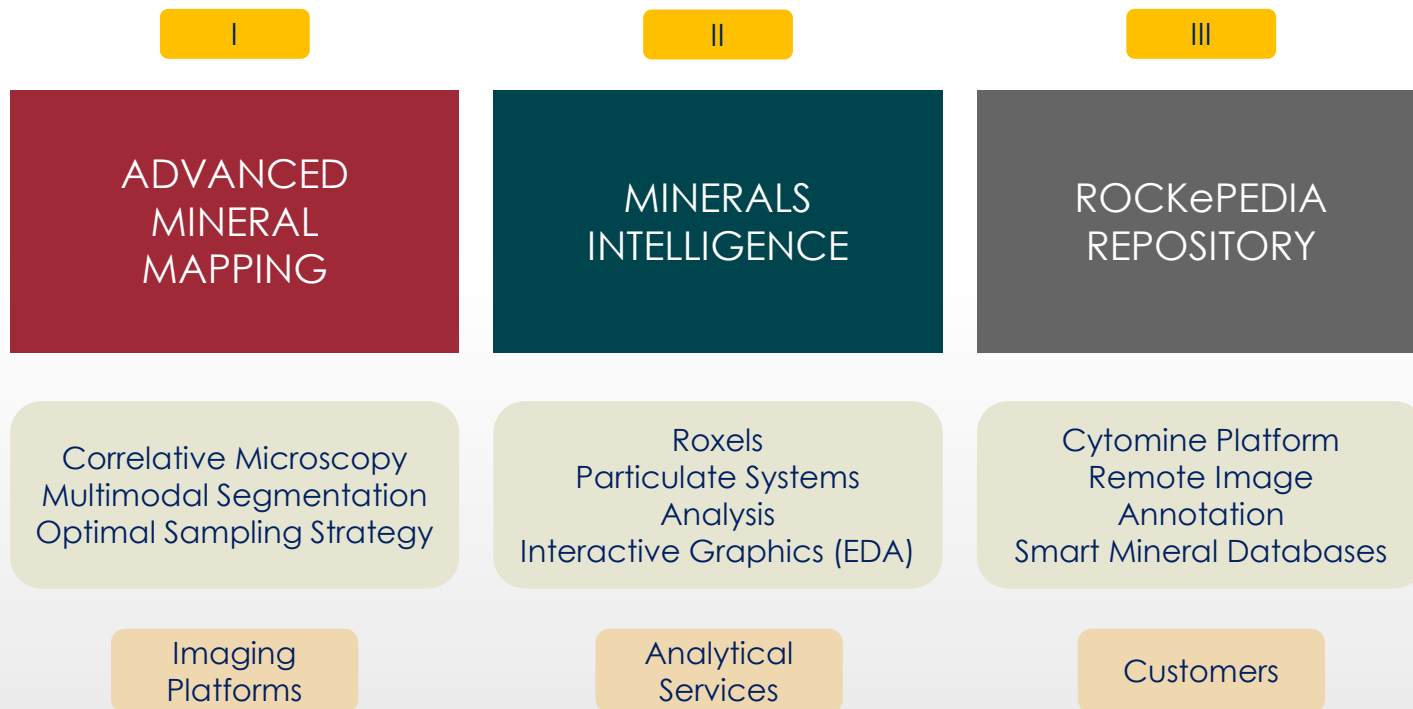 I
II
III
ADVANCED
MINERAL
MAPPING
MINERALS
INTELLIGENCE
ROCKePEDIA
REPOSITORY
Correlative Microscopy
Multimodal Segmentation
Optimal Sampling Strategy
Roxels
Particulate Systems
Analysis
Interactive Graphics (EDA)
Cytomine Platform
Remote Image
Annotation
Smart Mineral Databases
Imaging
Platforms
Analytical
Services
Customers